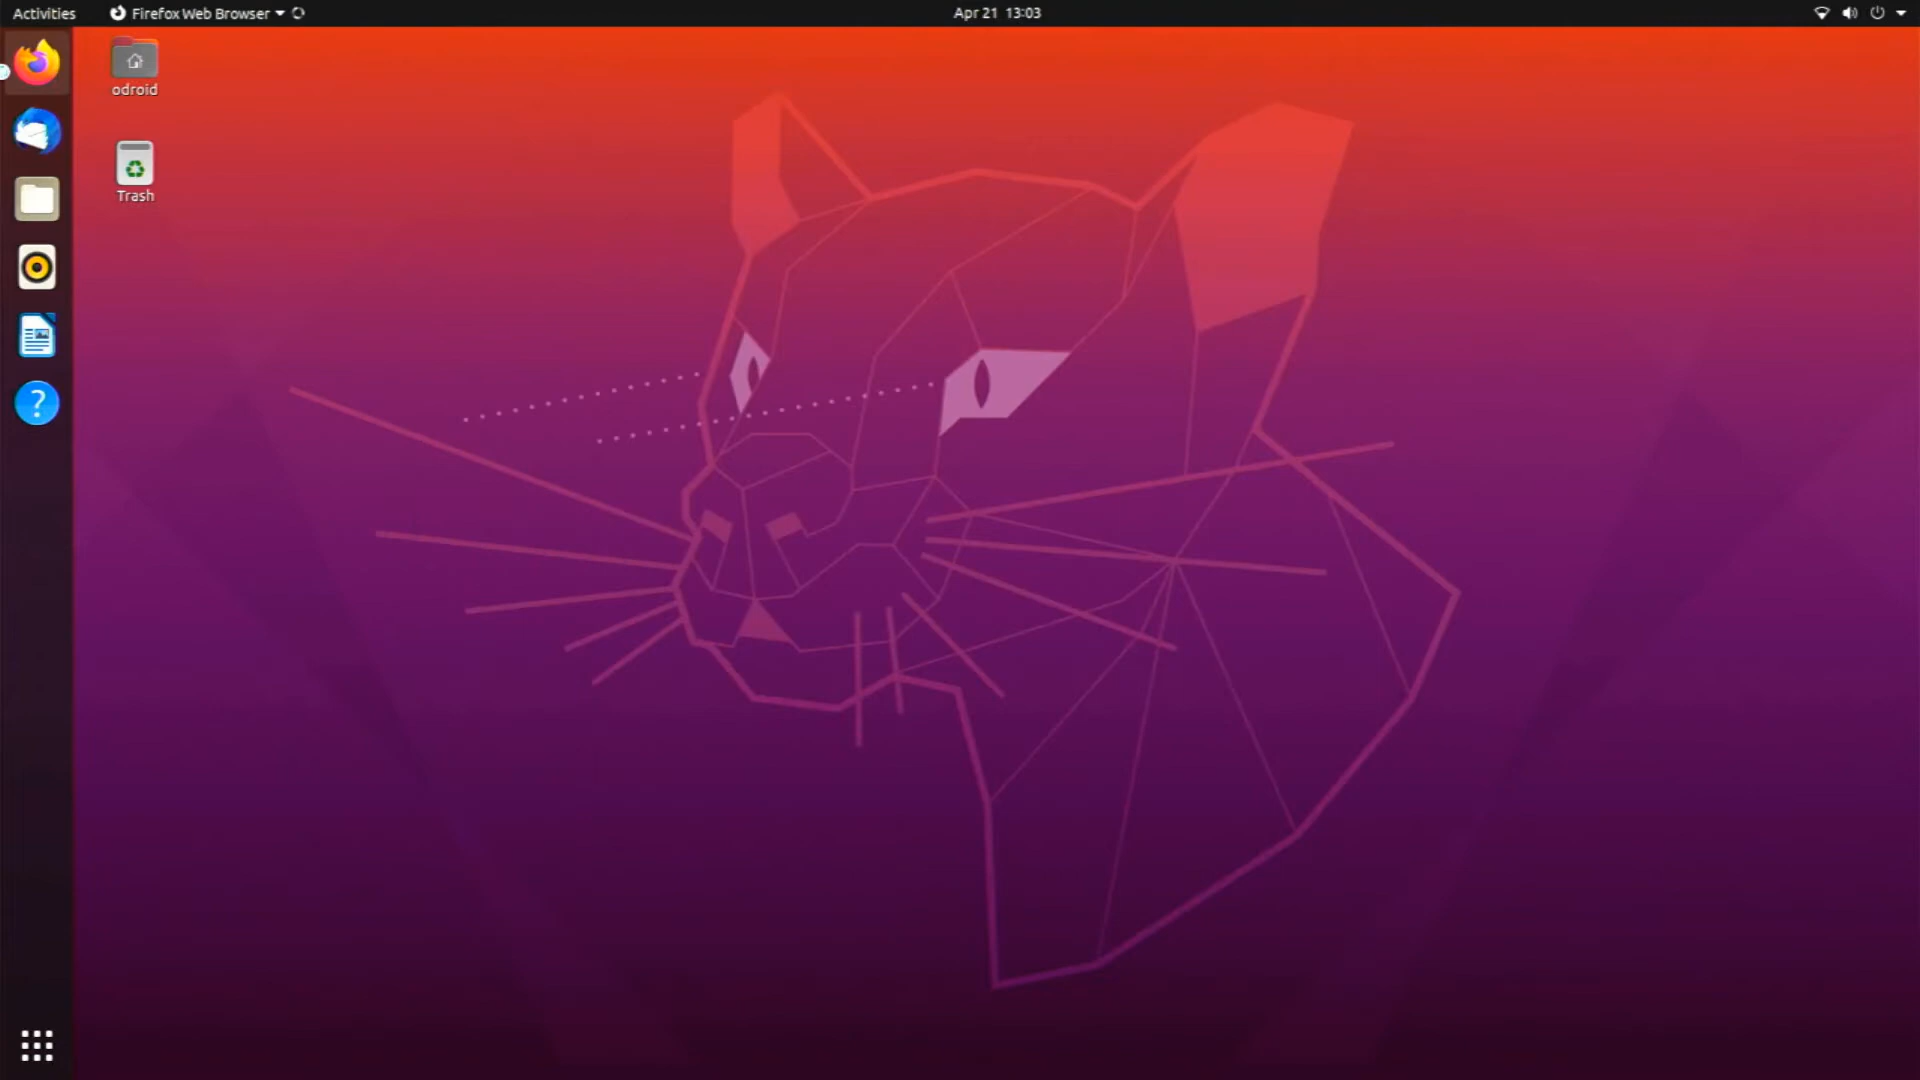 Activities
Firefox Web Browser
Apr 21 13:03
odroid
Trash
?